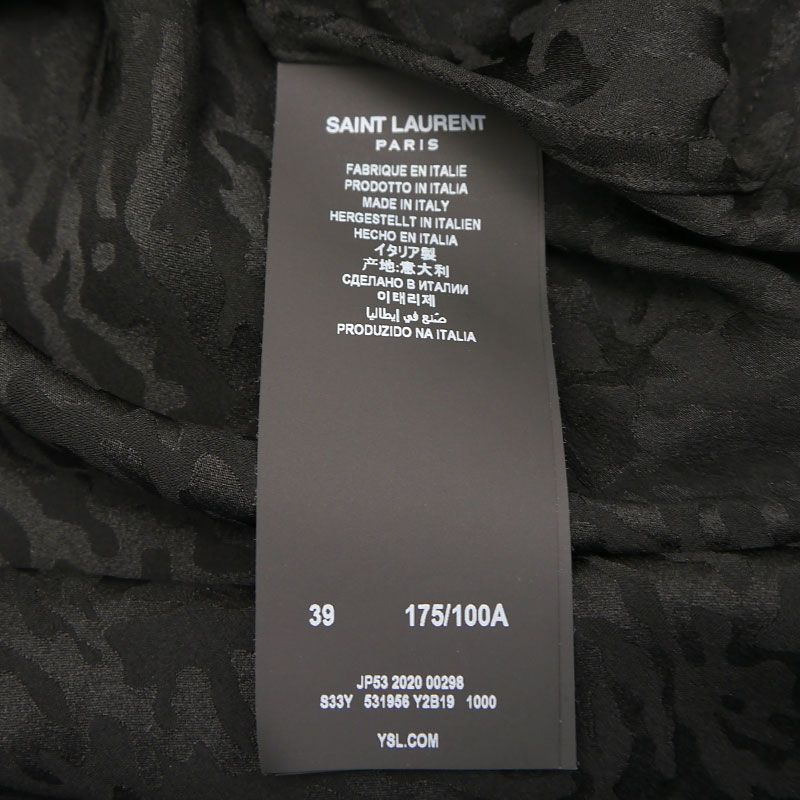 SAINT LAURENT
PARIS
FABRIQUE EN ITALIE
PRODOTTO IN ITALIA
MADE IN ITALY
HERGESTELLT IN ITALIEN
HECHO EN ITALIA
イタリア製
产地:意大利
СДЕЛАНО В ИТАЛИИ
이태리제
صنع في إيطاليا
PRODUZIDO NA ITALIA
39 175/100A
JP53 2020 00298
S33Y 531956 Y2B19 1000
YSL.COM